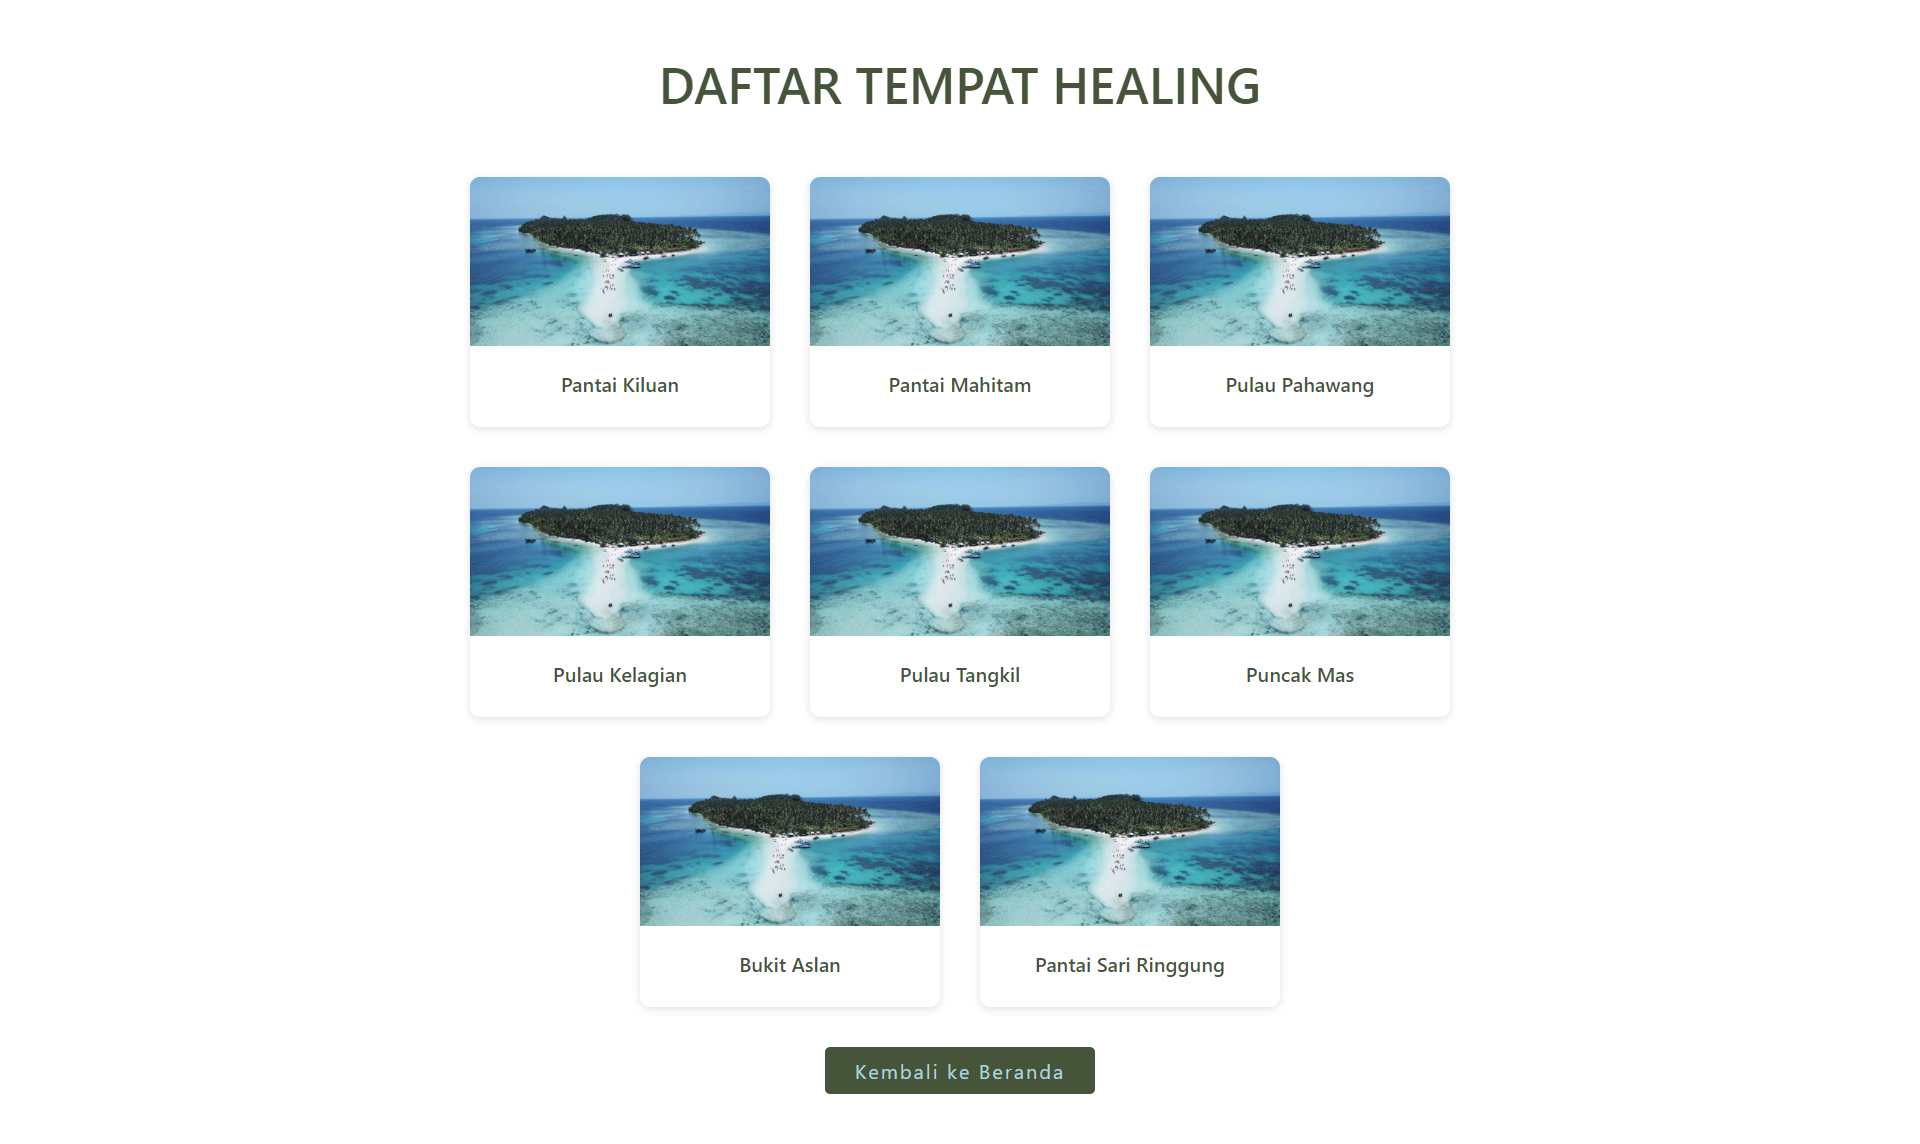 DAFTAR TEMPAT HEALING
Pantai Kiluan
Pantai Mahitam
Pulau Pahawang
Pulau Kelagian
Pulau Tangkil
Puncak Mas
Bukit Aslan
Pantai Sari Ringgung
Kembali ke Beranda